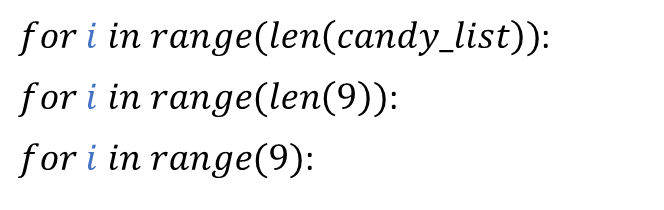 for i in range(len(candy_list)):
for i in range(len(9)):
for i in range(9):